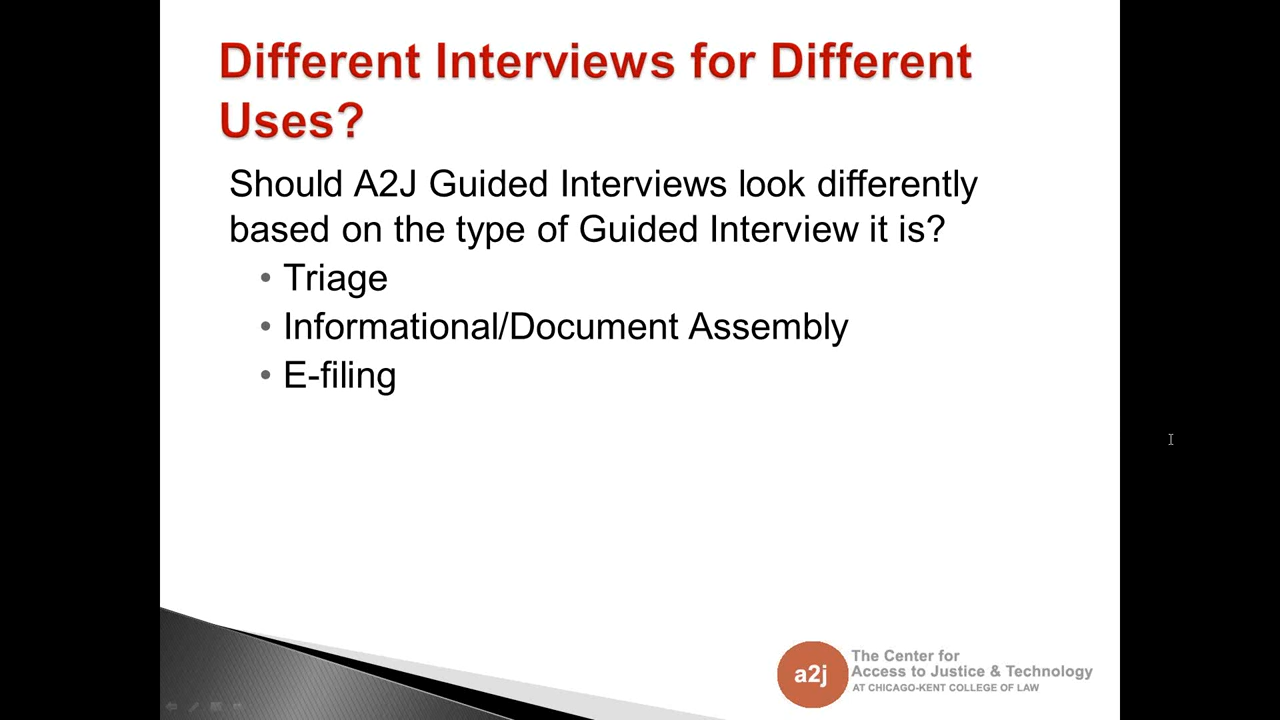 Different Interviews for Different
Uses?
Should A2J Guided Interviews look differently
based on the type of Guided Interview it is?
• Triage
• Informational/Document Assembly
• E-filing
a2j
The Center for
Access to Justice & Technology
AT CHICAGO-KENT COLLEGE OF LAW